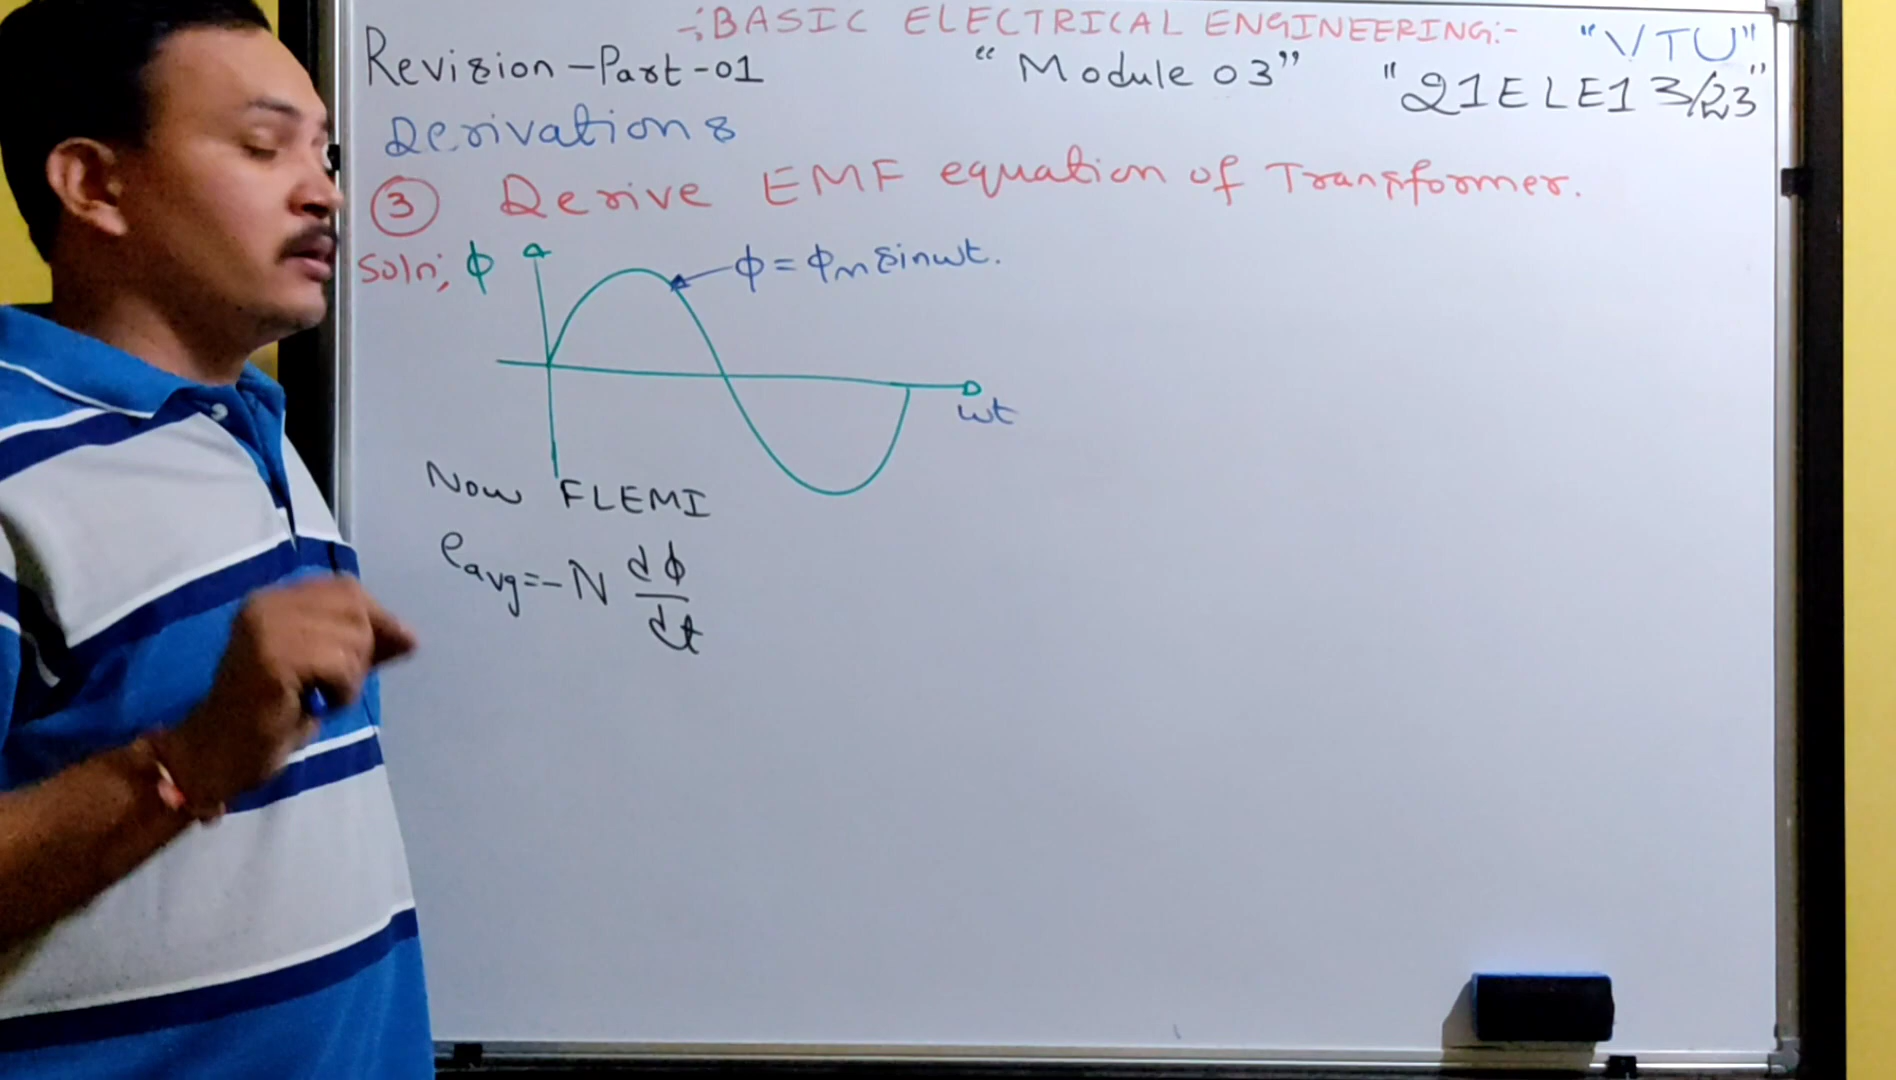 -:BASIC ELECTRICAL ENGINEERING:-
"VTU"
Revision-Part-01 "Module 03" "21ELE13/23"
Derivations
③ Derive EMF equation of Transformer.
Soln; ϕ
ϕ = ϕm sinωt.
ωt
Now FLEMI
eavg = -N dϕ/dt